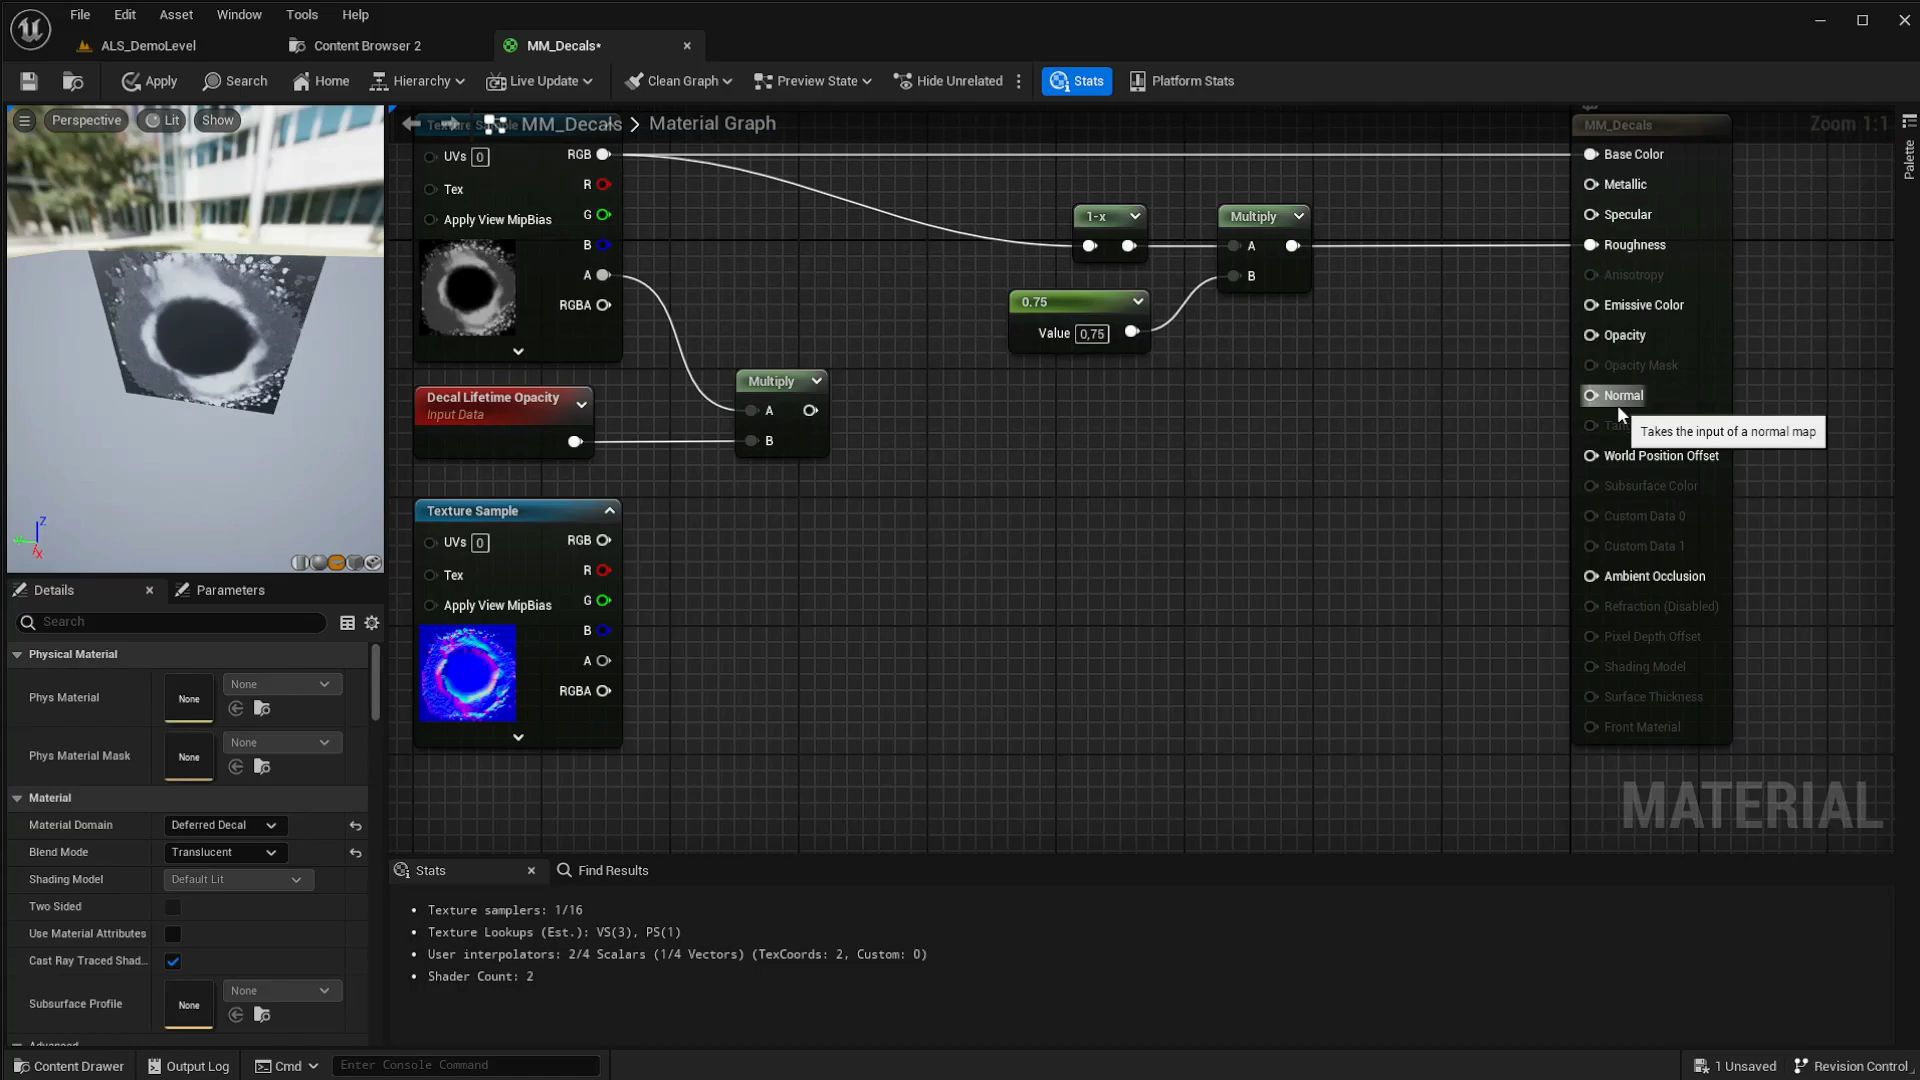 File Edit Asset Window Tools Help
ALS_DemoLevel Content Browser 2 MM_Decals*
Apply Search Home Hierarchy Live Update Clean Graph Preview State Hide Unrelated Stats Platform Stats
Perspective Lit Show
MM_Decals > Material Graph
Zoom 1:1
Palette
Texture Sample
UVs 0 RGB
Tex R
Apply View MipBias G
B
A
RGBA
Decal Lifetime Opacity
Input Data
Multiply
A
B
1-x
Multiply
A
B
0.75
Value 0,75
Texture Sample
UVs 0 RGB
Tex R
Apply View MipBias G
B
A
RGBA
MM_Decals
Base Color
Metallic
Specular
Roughness
Anisotropy
Emissive Color
Opacity
Opacity Mask
Normal
Takes the input of a normal map
World Position Offset
Subsurface Color
Custom Data 0
Custom Data 1
Ambient Occlusion
Refraction (Disabled)
Pixel Depth Offset
Shading Model
Surface Thickness
Front Material
MATERIAL
Z
X
Details Parameters
Search
Physical Material
Phys Material None None
Phys Material Mask None None
Material
Material Domain Deferred Decal
Blend Mode Translucent
Shading Model Default Lit
Two Sided
Use Material Attributes
Cast Ray Traced Shad...
Subsurface Profile None None
Advanced
Stats Find Results
• Texture samplers: 1/16
• Texture Lookups (Est.): VS(3), PS(1)
• User interpolators: 2/4 Scalars (1/4 Vectors) (TexCoords: 2, Custom: 0)
• Shader Count: 2
Content Drawer Output Log Cmd Enter Console Command 1 Unsaved Revision Control